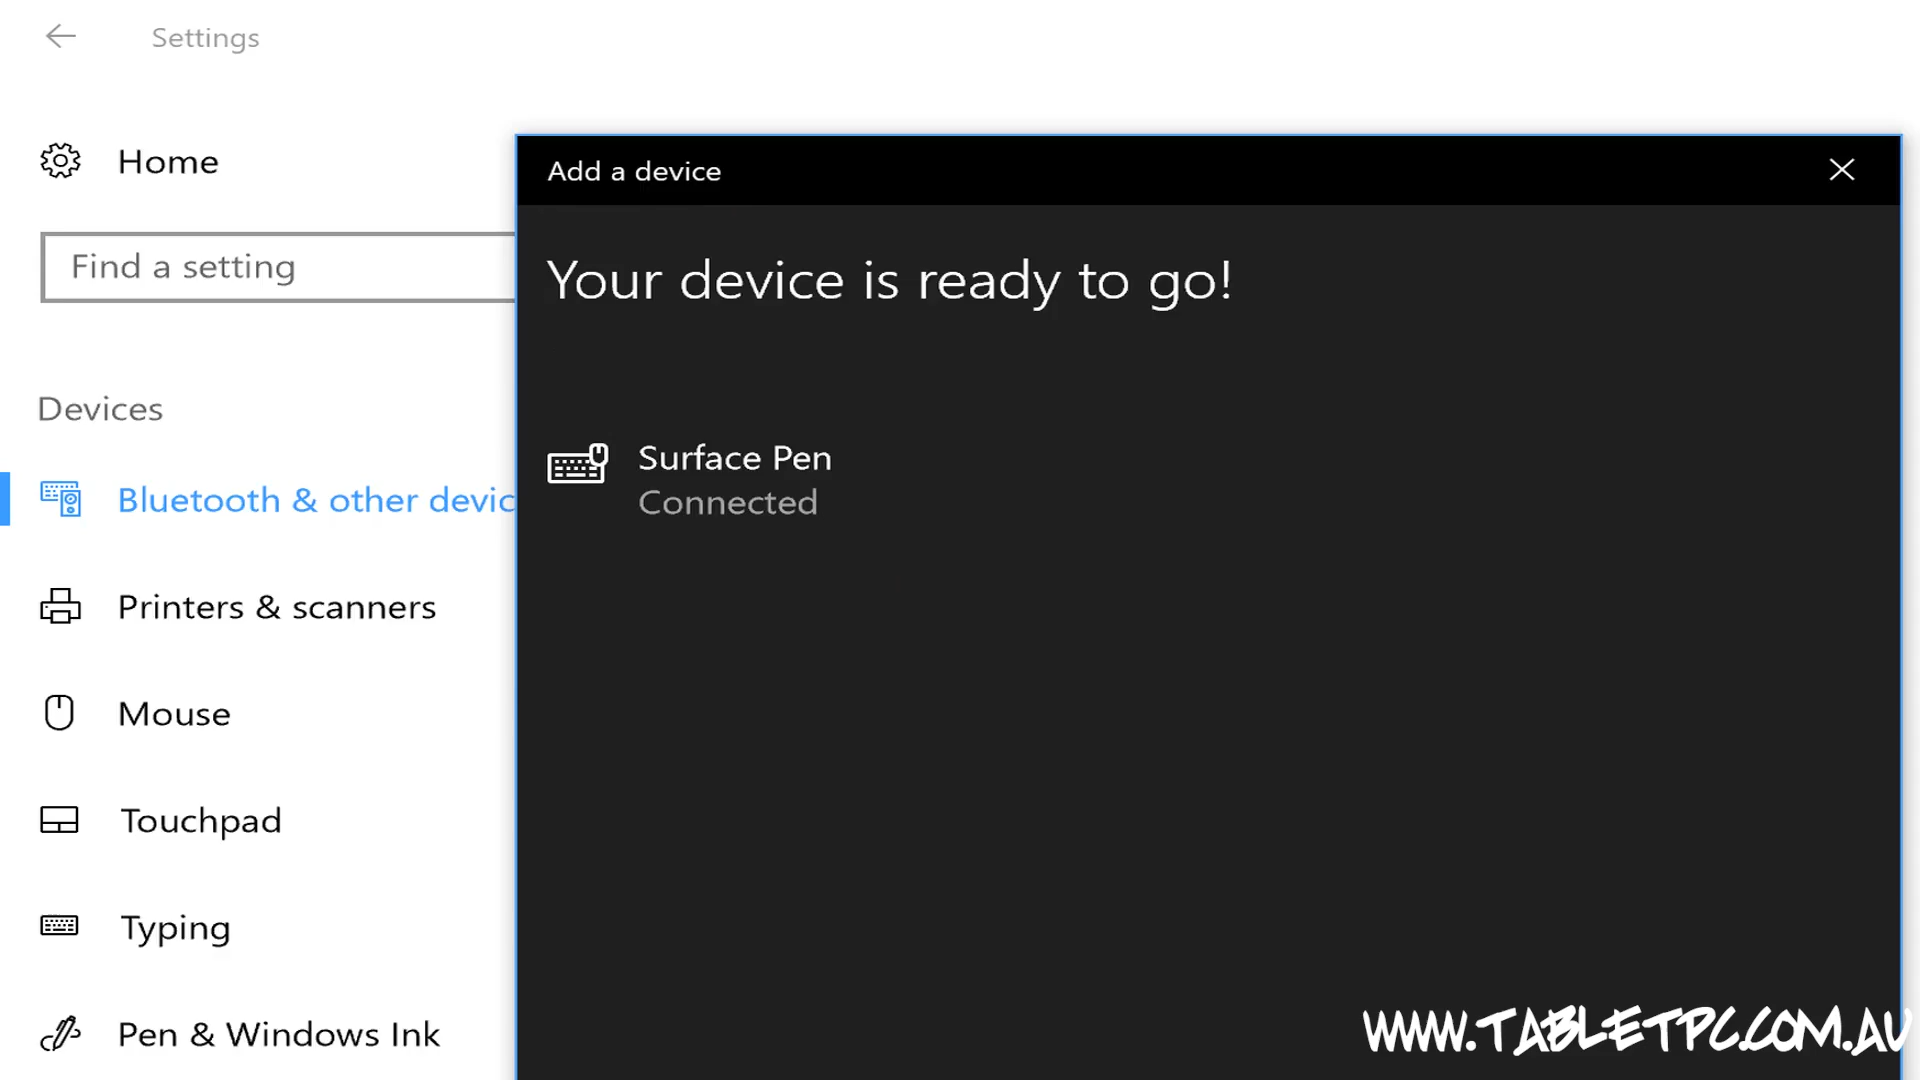 Settings
Home
Find a setting
Devices
Bluetooth & other devic
Printers & scanners
Mouse
Touchpad
Typing
Pen & Windows Ink
Add a device
Your device is ready to go!
Surface Pen
Connected
WWW.TABLETPC.COM.AU